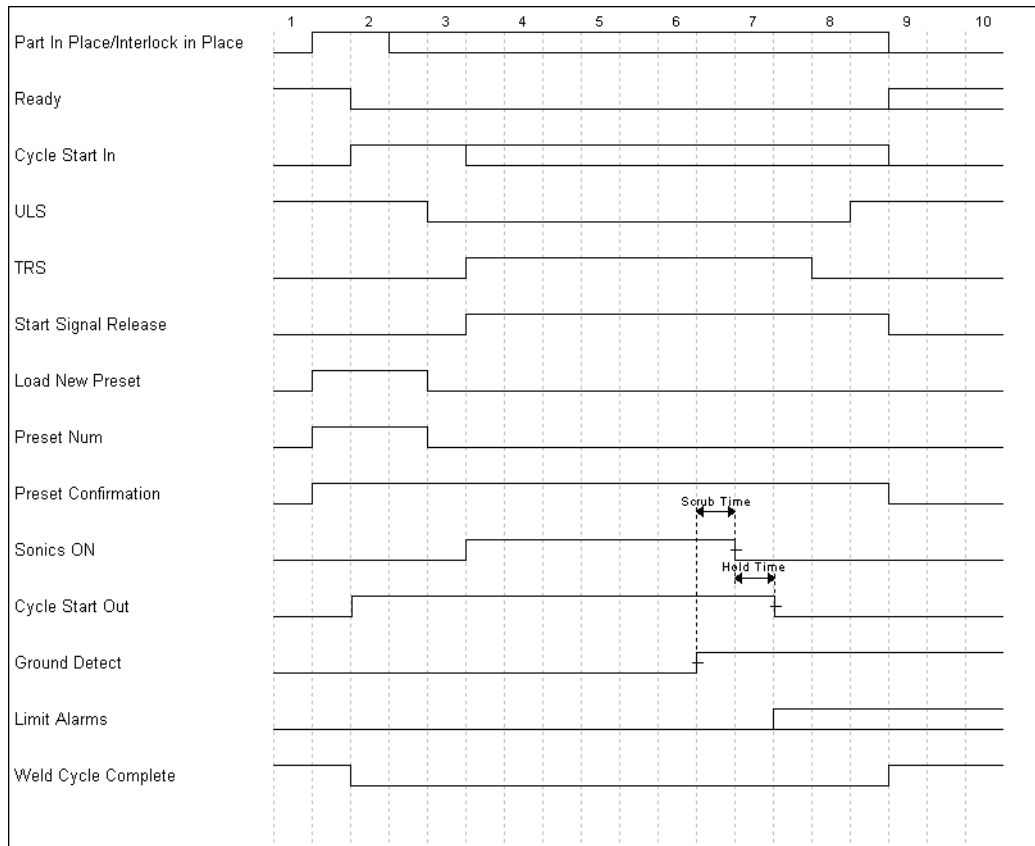 1 2 3 4 5 6 7 8 9 10
Part In Place/Interlock in Place
Ready
Cycle Start In
ULS
TRS
Start Signal Release
Load New Preset
Preset Num
Preset Confirmation
Scrub Time
Sonics ON
Hold Time
Cycle Start Out
Ground Detect
Limit Alarms
Weld Cycle Complete